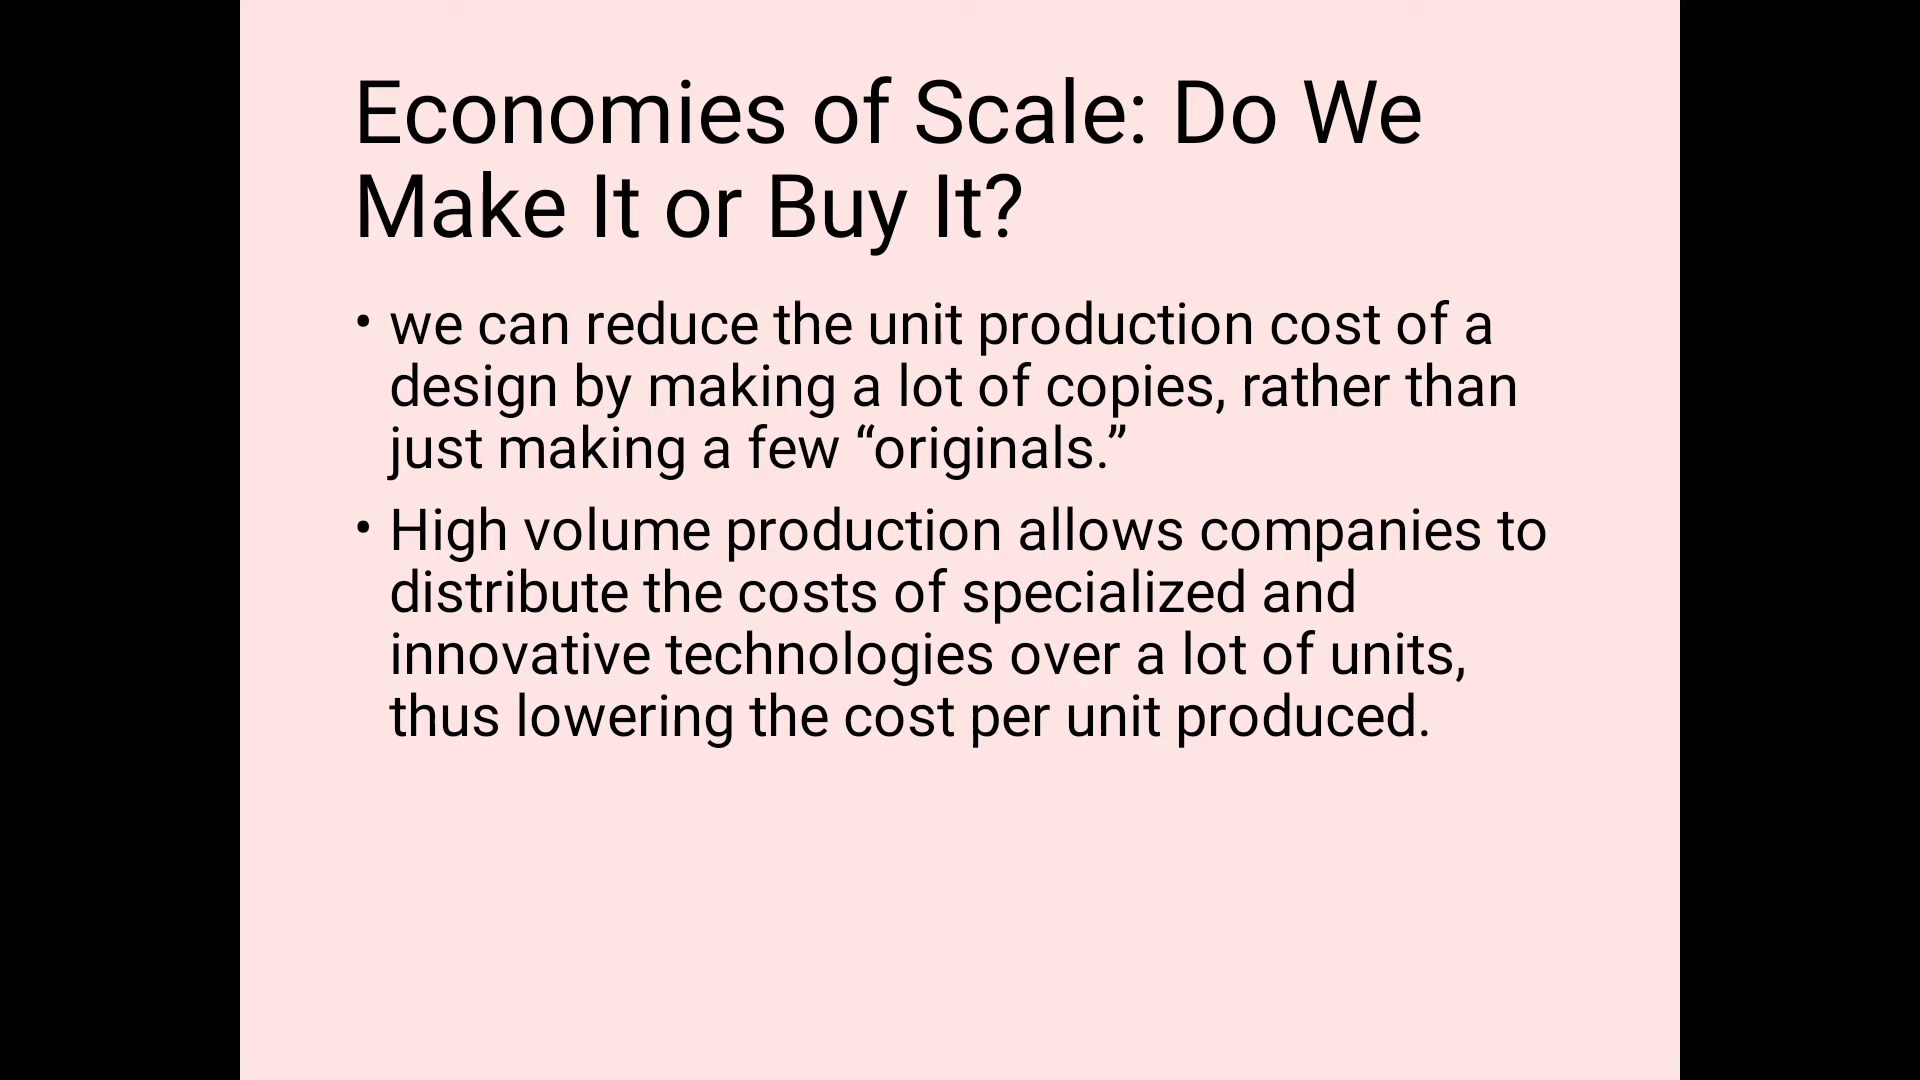 Economies of Scale: Do We
Make It or Buy It?
• we can reduce the unit production cost of a
design by making a lot of copies, rather than
just making a few “originals.”
• High volume production allows companies to
distribute the costs of specialized and
innovative technologies over a lot of units,
thus lowering the cost per unit produced.